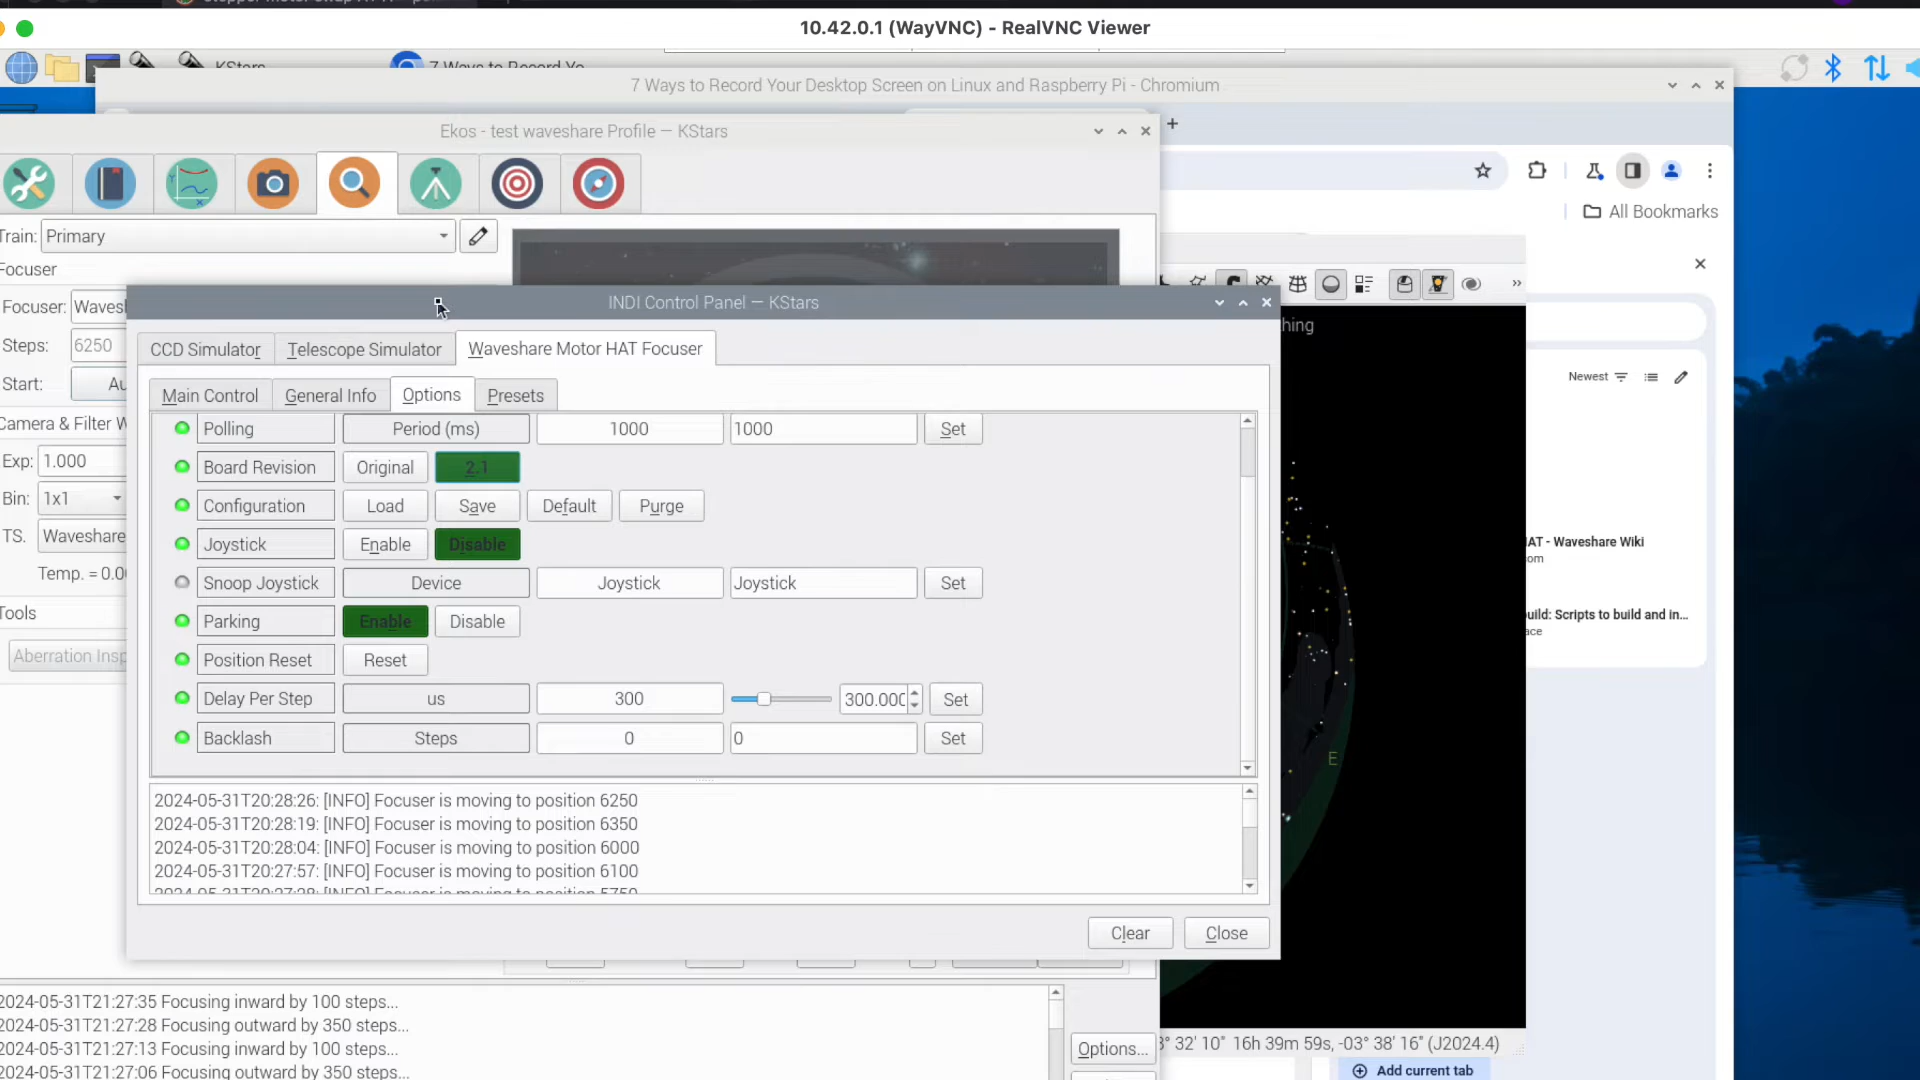 10.42.0.1 (WayVNC) - RealVNC Viewer
KStars
7 Ways to Record Yo
7 Ways to Record Your Desktop Screen on Linux and Raspberry Pi - Chromium
Ekos - test waveshare Profile — KStars
All Bookmarks
Train: Primary
Focuser
INDI Control Panel — KStars
Focuser: Waves
hing
CCD Simulator Telescope Simulator Waveshare Motor HAT Focuser
Steps: 6250
Start: Au
Newest
Main Control General Info Options Presets
Camera & Filter W
Polling Period (ms) 1000 1000 Set
Exp: 1.000
Board Revision Original 2.1
Bin: 1x1
Configuration Load Save Default Purge
TS. Waveshare
Joystick Enable Disable
AT - Waveshare Wiki
om
Temp. = 0.0
Snoop Joystick Device Joystick Joystick Set
Tools
Parking Enable Disable
uild: Scripts to build and in...
ace
Aberration Insp
Position Reset Reset
Delay Per Step us 300 300.000 Set
Backlash Steps 0 0 Set
E
2024-05-31T20:28:26: [INFO] Focuser is moving to position 6250
2024-05-31T20:28:19: [INFO] Focuser is moving to position 6350
2024-05-31T20:28:04: [INFO] Focuser is moving to position 6000
2024-05-31T20:27:57: [INFO] Focuser is moving to position 6100
Clear Close
2024-05-31T21:27:35 Focusing inward by 100 steps...
2024-05-31T21:27:28 Focusing outward by 350 steps...
2024-05-31T21:27:13 Focusing inward by 100 steps...
2024-05-31T21:27:06 Focusing outward by 350 steps...
Options...
° 32' 10" 16h 39m 59s, -03° 38' 16" (J2024.4)
Add current tab